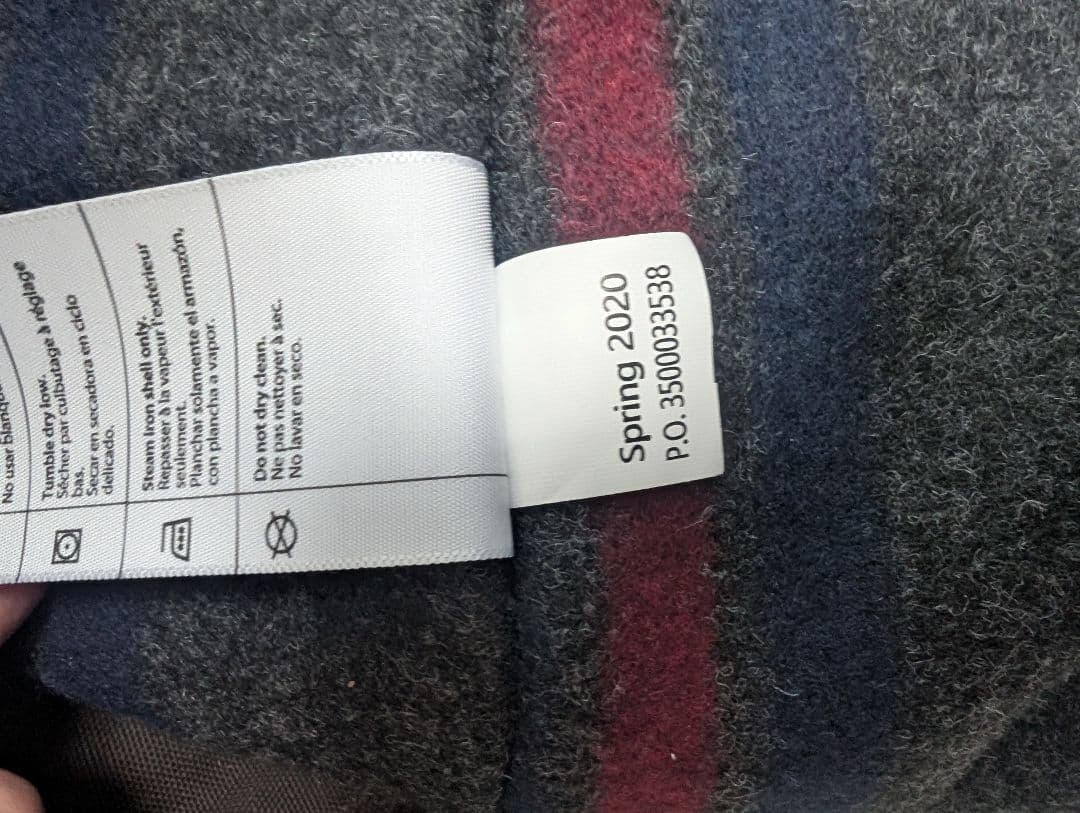 No usar
Tumble dry low.
Sécher par culbutage à réglage
bas.
Secar en secadora en ciclo
delicado.
Steam iron shell only.
Repasser à la vapeur l'extérieur
seulement.
Planchar solamente el armazón,
con plancha a vapor.
Do not dry clean.
Ne pas nettoyer à sec.
No lavar en seco.
Spring 2020
P.O. 3500033538